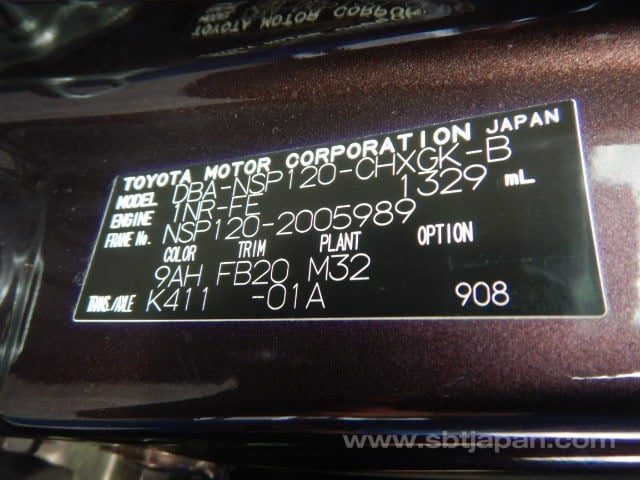 TOYOTA MOTOR CORPORATION JAPAN
MODEL DBA-NSP120-CHXGK-B
ENGINE 1NR-FE 1329 mL
FRAME No. NSP120-2005989
COLOR TRIM PLANT OPTION
9AH FB20 M32
TRANS./AXLE K411 -01A 908
www.sbtjapan.com